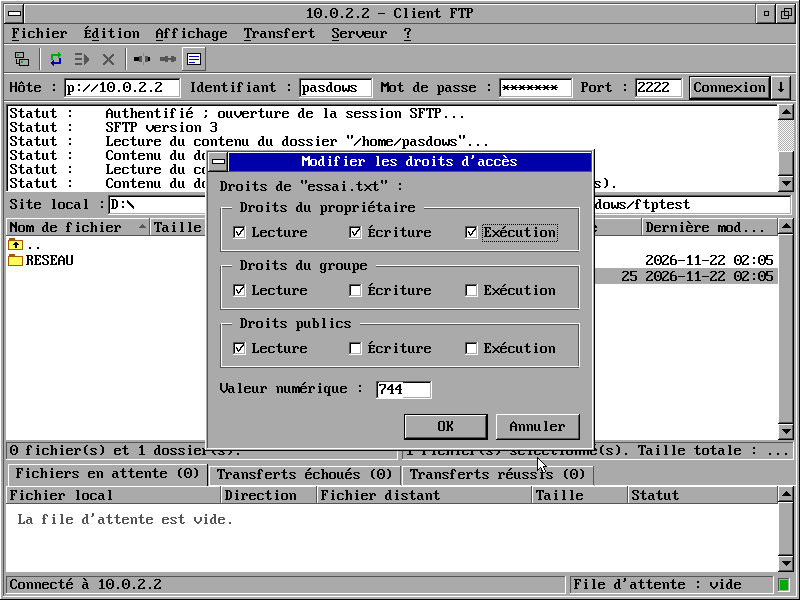 10.0.2.2 - Client FTP
Fichier Édition Affichage Transfert Serveur ?
Hôte : p://10.0.2.2 Identifiant : pasdows Mot de passe : ******* Port : 2222 Connexion
Statut : Authentifié ; ouverture de la session SFTP...
Statut : SFTP version 3
Statut : Lecture du contenu du dossier "/home/pasdows"...
Statut : Contenu du do
Statut : Lecture du co
Statut : Contenu du do s).
Site local : D:\ dows/ftptest
Nom de fichier Taille Dernière mod...
..
RESEAU 2026-11-22 02:05
25 2026-11-22 02:05
Modifier les droits d'accès
Droits de "essai.txt" :
Droits du propriétaire
Lecture Écriture Exécution
Droits du groupe
Lecture Écriture Exécution
Droits publics
Lecture Écriture Exécution
Valeur numérique : 744
OK Annuler
0 fichier(s) et 1 dossier(s). 1 fichier(s) sélectionné(s). Taille totale : ...
Fichiers en attente (0) Transferts échoués (0) Transferts réussis (0)
Fichier local Direction Fichier distant Taille Statut
La file d'attente est vide.
Connecté à 10.0.2.2 File d'attente : vide